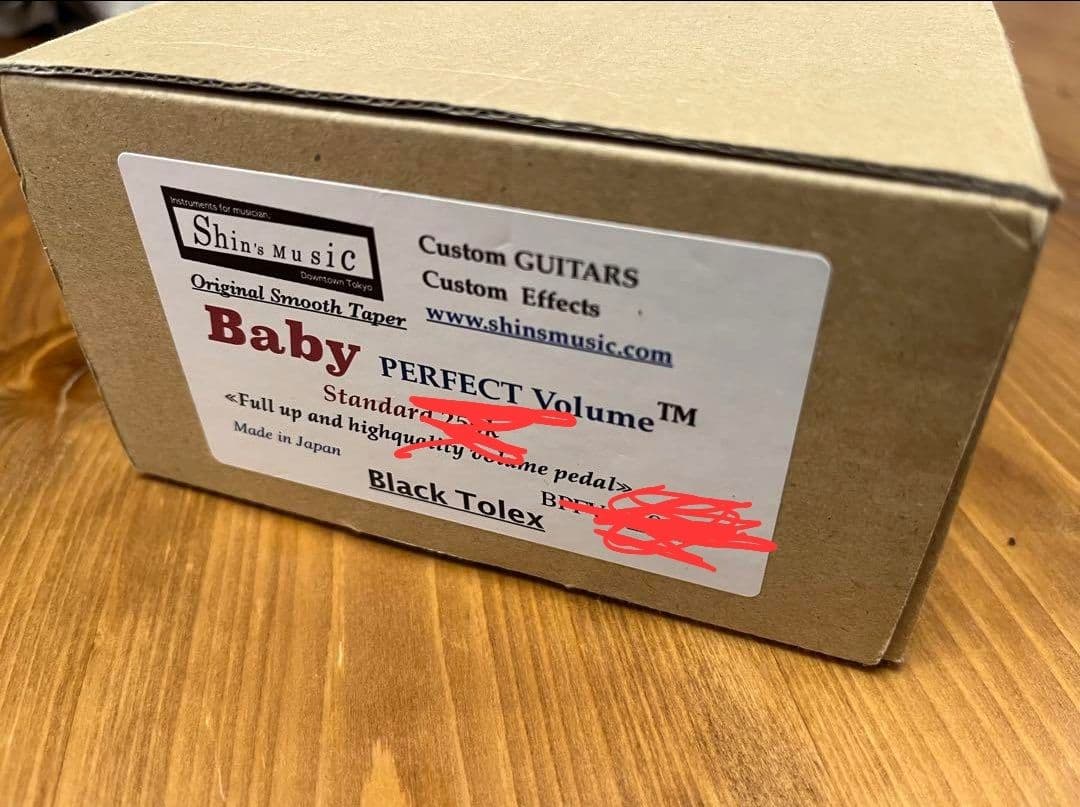 Instruments for musician.
Shin's Music
Downtown Tokyo
Custom GUITARS
Custom Effects
www.shinsmusic.com
Original Smooth Taper
Baby PERFECT Volume™
Standard
«Full up and highquality volume pedal»
Made in Japan
Black Tolex